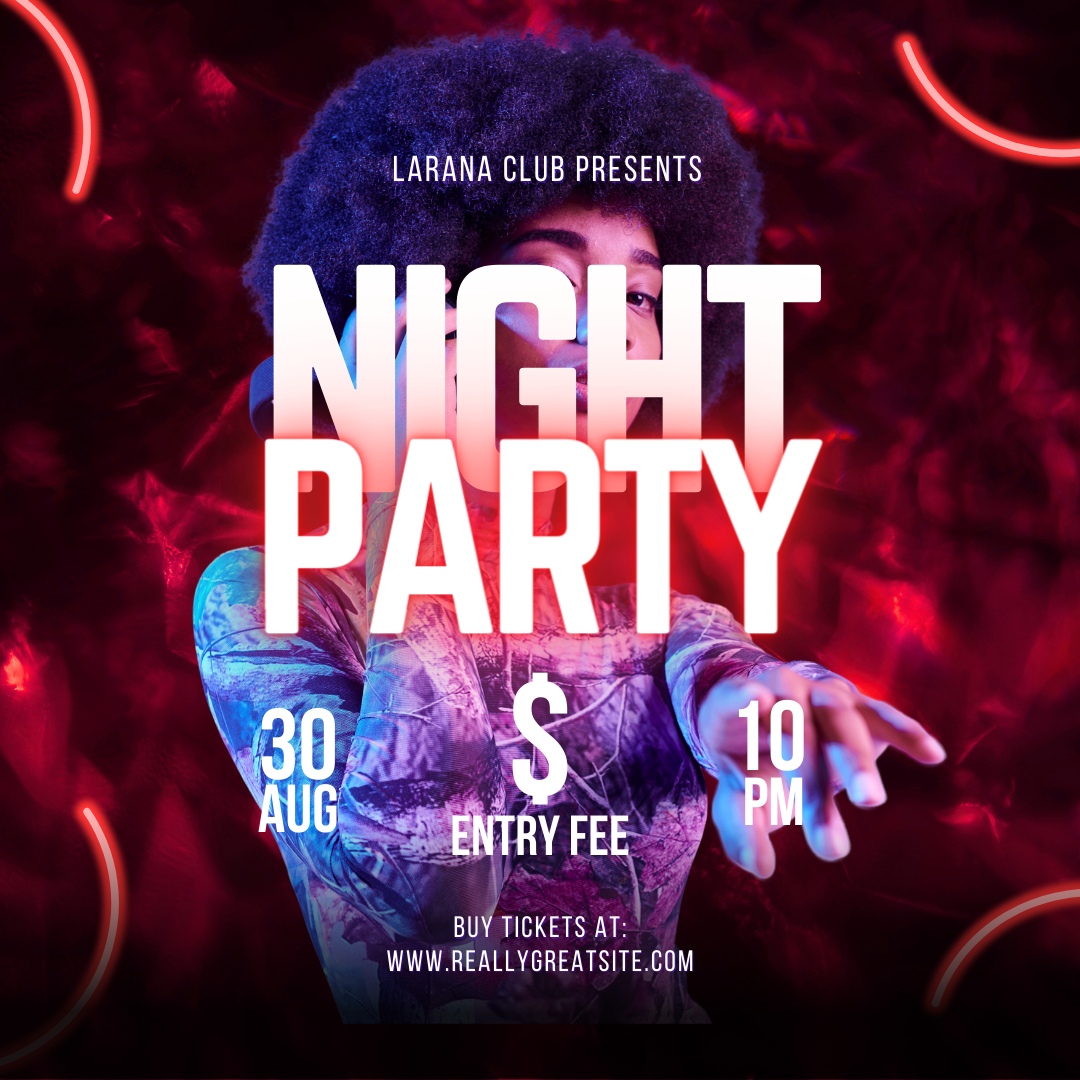 LARANA CLUB PRESENTS
NIGHT
PARTY
30
AUG
$
ENTRY FEE
10
PM
BUY TICKETS AT:
WWW.REALLYGREATSITE.COM